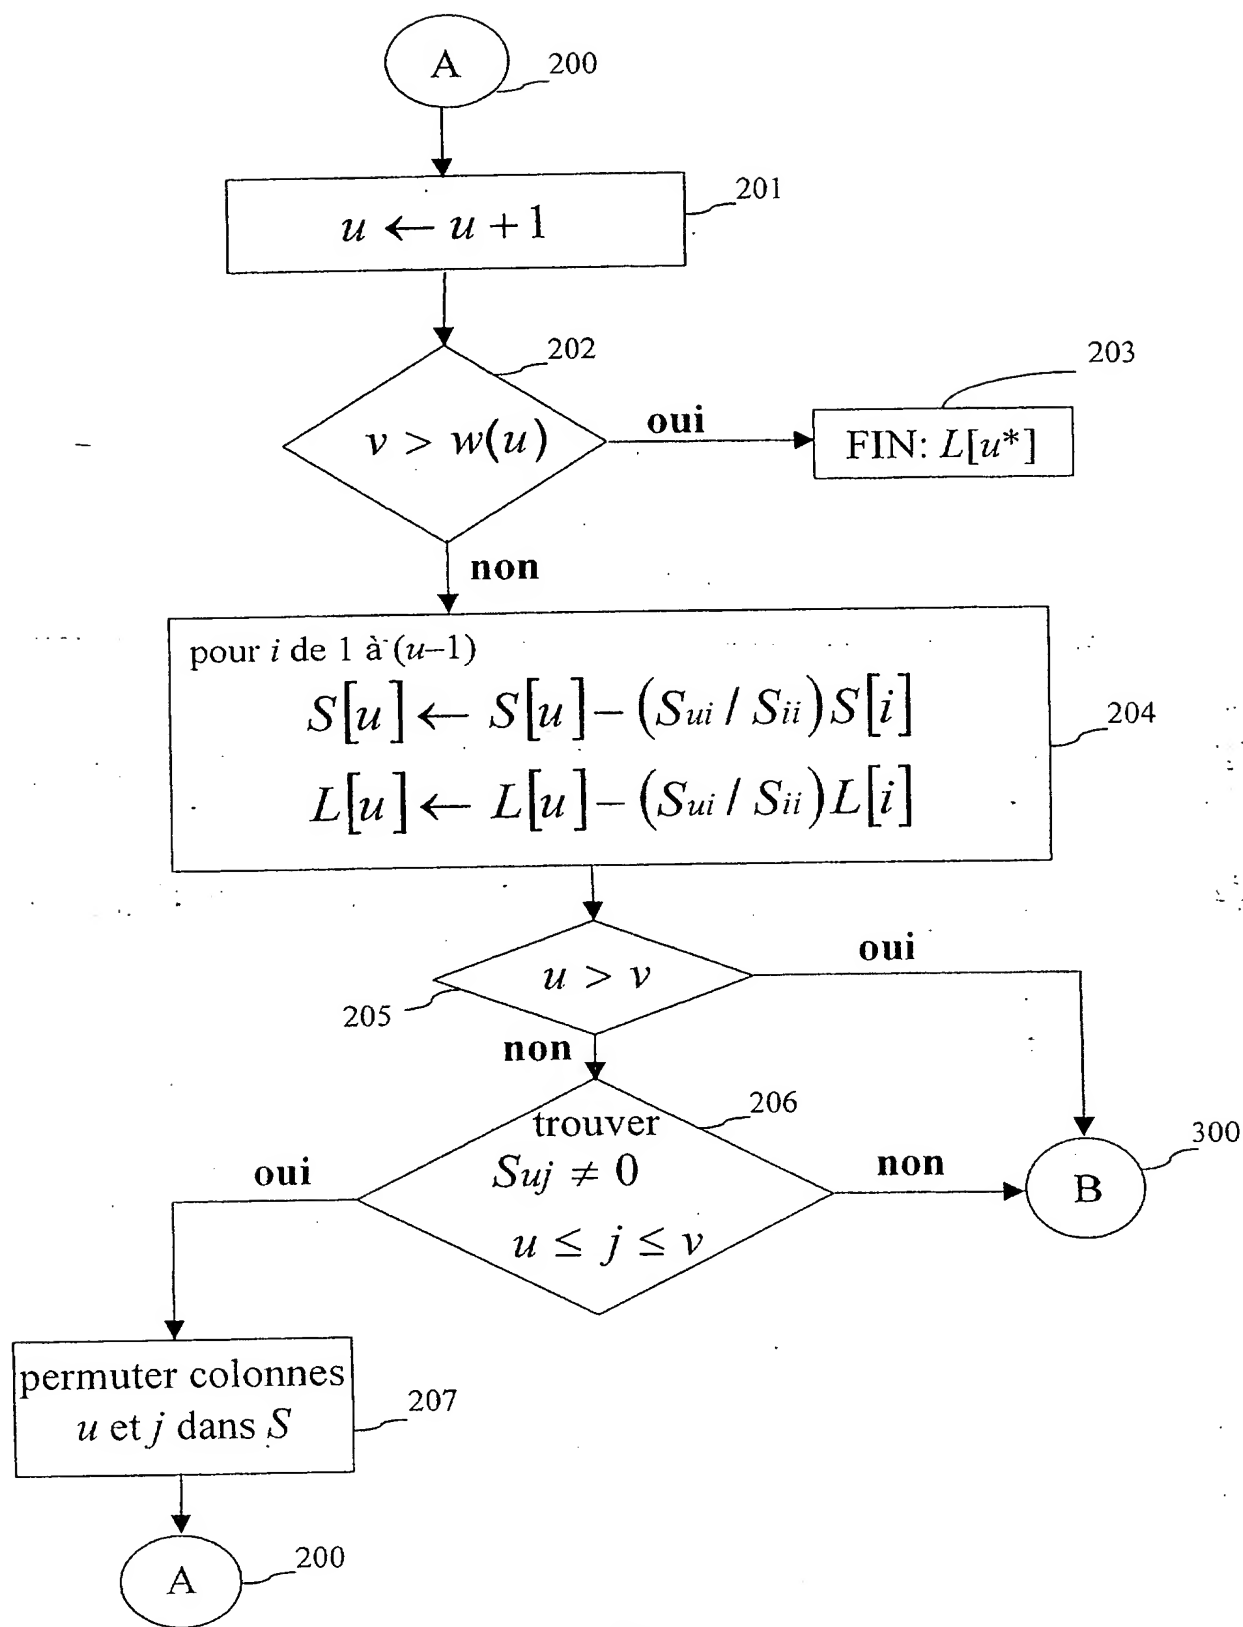 A
200
201
u ← u + 1
202
203
v > w(u)
oui
FIN: L[u*]
non
pour i de 1 à (u–1)
S[u] ← S[u] – (Sui / Sii) S[i]
204
L[u] ← L[u] – (Sui / Sii) L[i]
u > v
oui
205
non
206
trouver
300
oui
Suj ≠ 0
non
B
u ≤ j ≤ v
permuter colonnes
207
u et j dans S
A
200